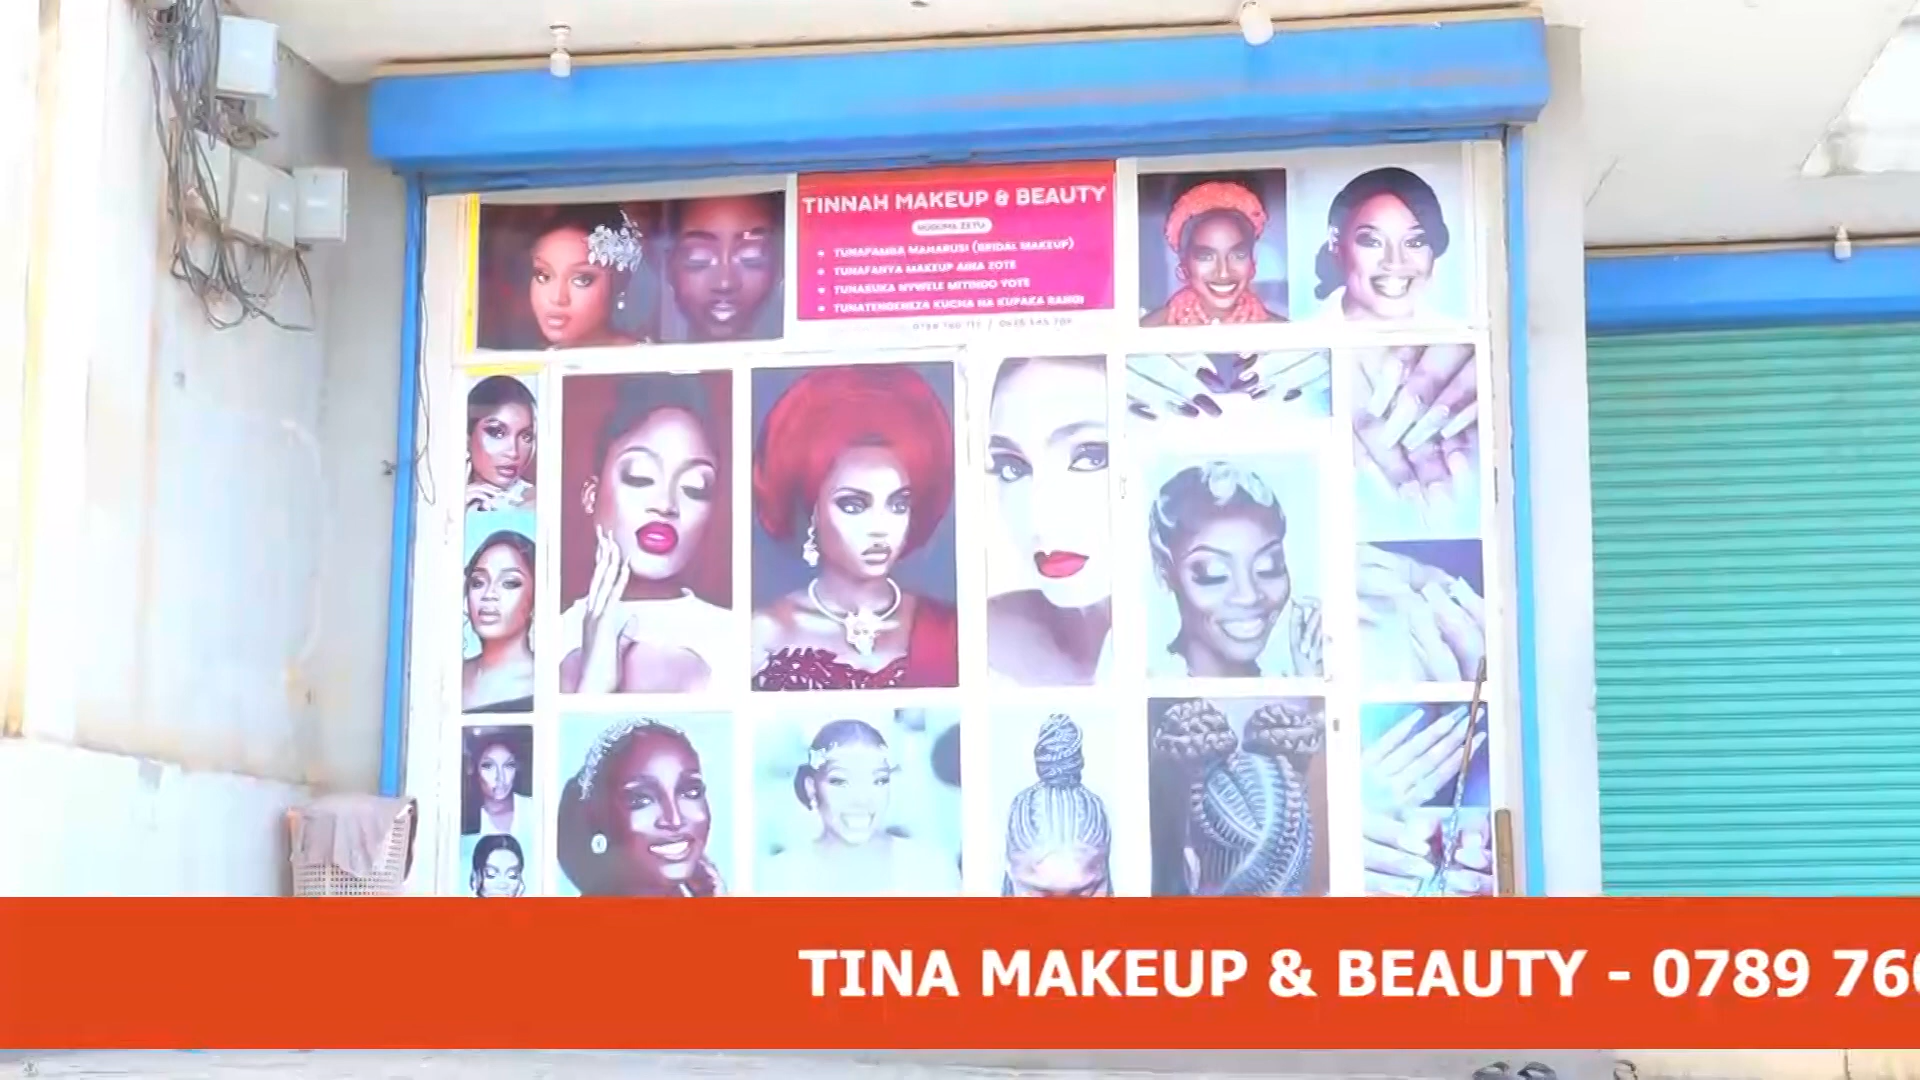 TINNAH MAKEUP & BEAUTY
HUDUMA ZETU
TUNAPAMBA MAHARUSI (BRIDAL MAKEUP)
TUNAFANYA MAKEUP AINA ZOTE
TUNASUKA NYWELE MITINDO YOTE
TUNATENGENEZA KUCHA NA KUPAKA RANGI
TINA MAKEUP & BEAUTY - 0789 760